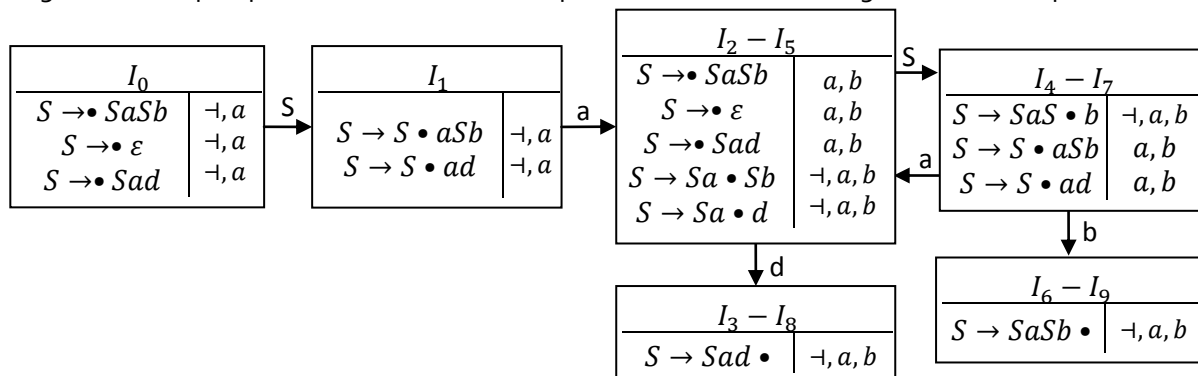 I₀
S →• SaSb ⊣, a
S →• ε ⊣, a
S →• Sad ⊣, a
S
I₁
S → S • aSb ⊣, a
S → S • ad ⊣, a
a
I₂ − I₅
S →• SaSb a, b
S →• ε a, b
S →• Sad a, b
S → Sa • Sb ⊣, a, b
S → Sa • d ⊣, a, b
S
a
I₄ − I₇
S → SaS • b ⊣, a, b
S → S • aSb a, b
S → S • ad a, b
d
b
I₃ − I₈
S → Sad • ⊣, a, b
I₆ − I₉
S → SaSb • ⊣, a, b